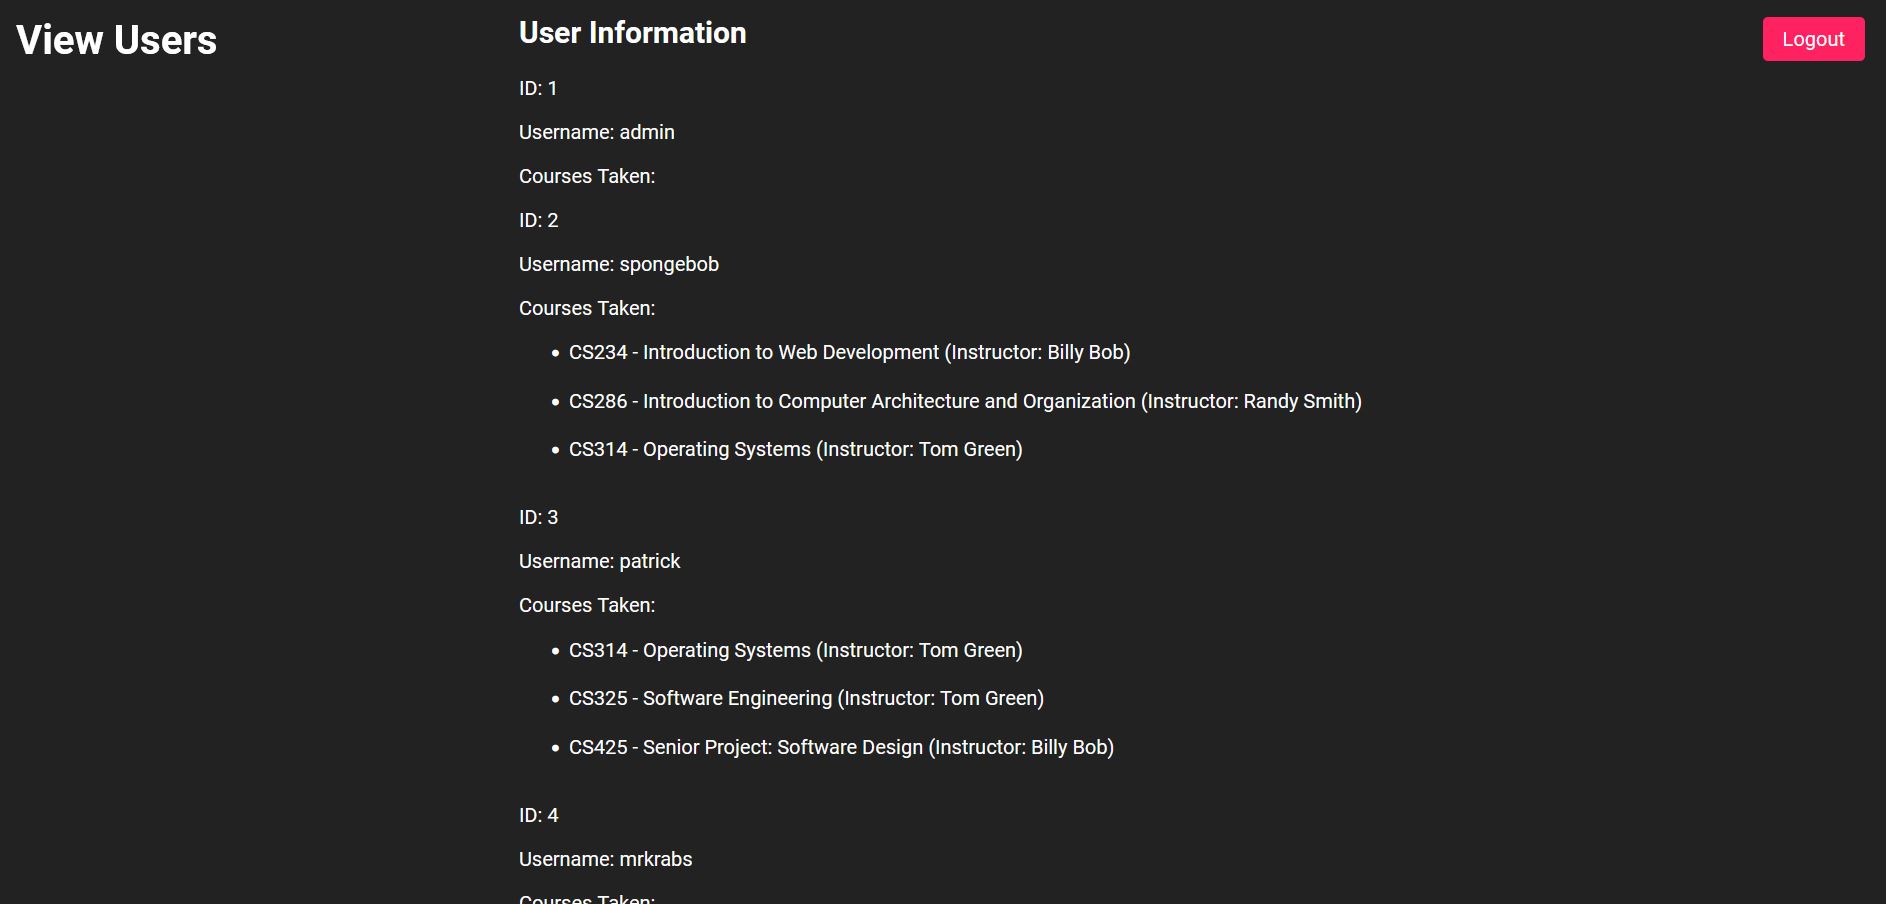 View Users
User Information
Logout
ID: 1
Username: admin
Courses Taken:
ID: 2
Username: spongebob
Courses Taken:
• CS234 - Introduction to Web Development (Instructor: Billy Bob)
• CS286 - Introduction to Computer Architecture and Organization (Instructor: Randy Smith)
• CS314 - Operating Systems (Instructor: Tom Green)
ID: 3
Username: patrick
Courses Taken:
• CS314 - Operating Systems (Instructor: Tom Green)
• CS325 - Software Engineering (Instructor: Tom Green)
• CS425 - Senior Project: Software Design (Instructor: Billy Bob)
ID: 4
Username: mrkrabs
Courses Taken: